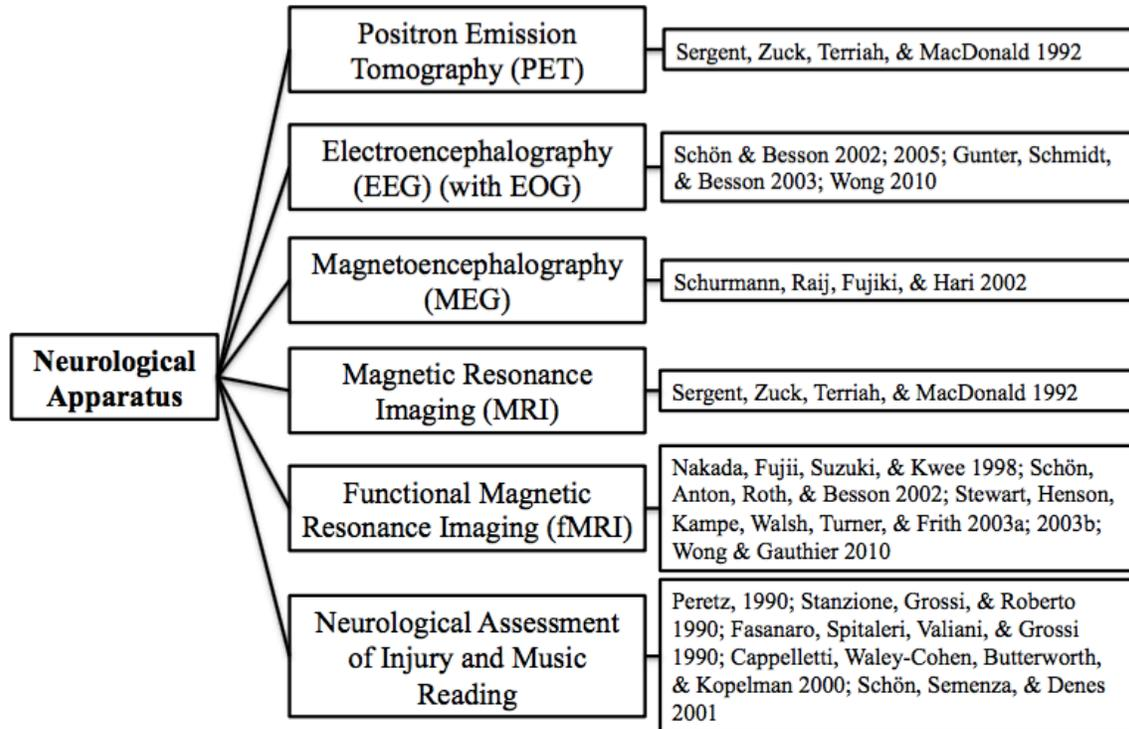 Positron Emission
Tomography (PET)
Sergent, Zuck, Terriah, & MacDonald 1992
Electroencephalography
(EEG) (with EOG)
Schön & Besson 2002; 2005; Gunter, Schmidt,
& Besson 2003; Wong 2010
Magnetoencephalography
(MEG)
Schurmann, Raij, Fujiki, & Hari 2002
Neurological
Apparatus
Magnetic Resonance
Imaging (MRI)
Sergent, Zuck, Terriah, & MacDonald 1992
Functional Magnetic
Resonance Imaging (fMRI)
Nakada, Fujii, Suzuki, & Kwee 1998; Schön,
Anton, Roth, & Besson 2002; Stewart, Henson,
Kampe, Walsh, Turner, & Frith 2003a; 2003b;
Wong & Gauthier 2010
Neurological Assessment
of Injury and Music
Reading
Peretz, 1990; Stanzione, Grossi, & Roberto
1990; Fasanaro, Spitaleri, Valiani, & Grossi
1990; Cappelletti, Waley-Cohen, Butterworth,
& Kopelman 2000; Schön, Semenza, & Denes
2001